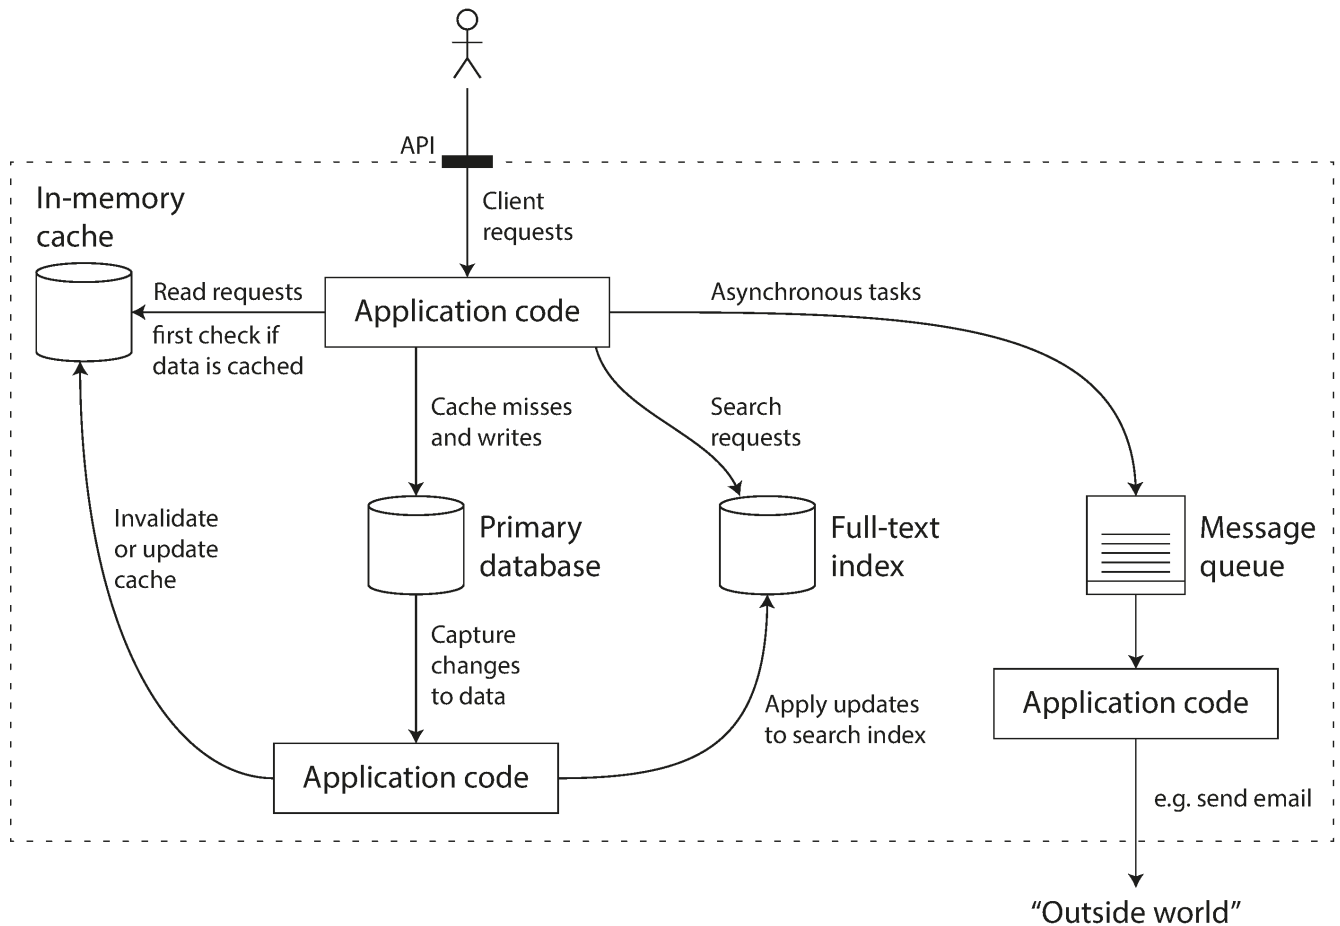 API
Client
requests
In-memory
cache
Read requests
first check if
data is cached
Application code
Asynchronous tasks
Cache misses
and writes
Search
requests
Invalidate
or update
cache
Primary
database
Full-text
index
Message
queue
Capture
changes
to data
Apply updates
to search index
Application code
Application code
e.g. send email
“Outside world”